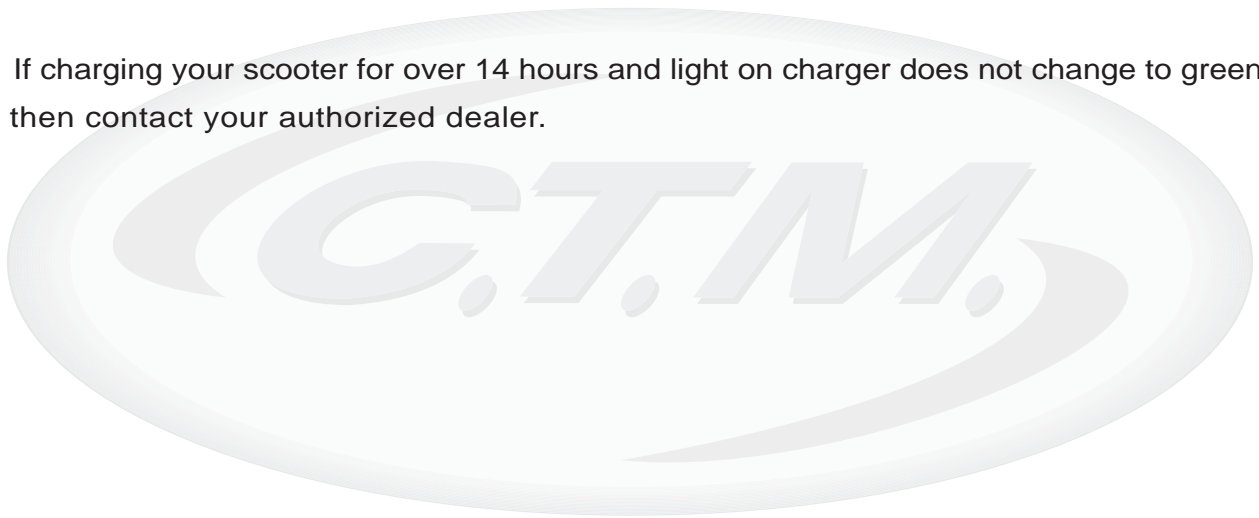 If charging your scooter for over 14 hours and light on charger does not change to green
then contact your authorized dealer.
C.T.M.